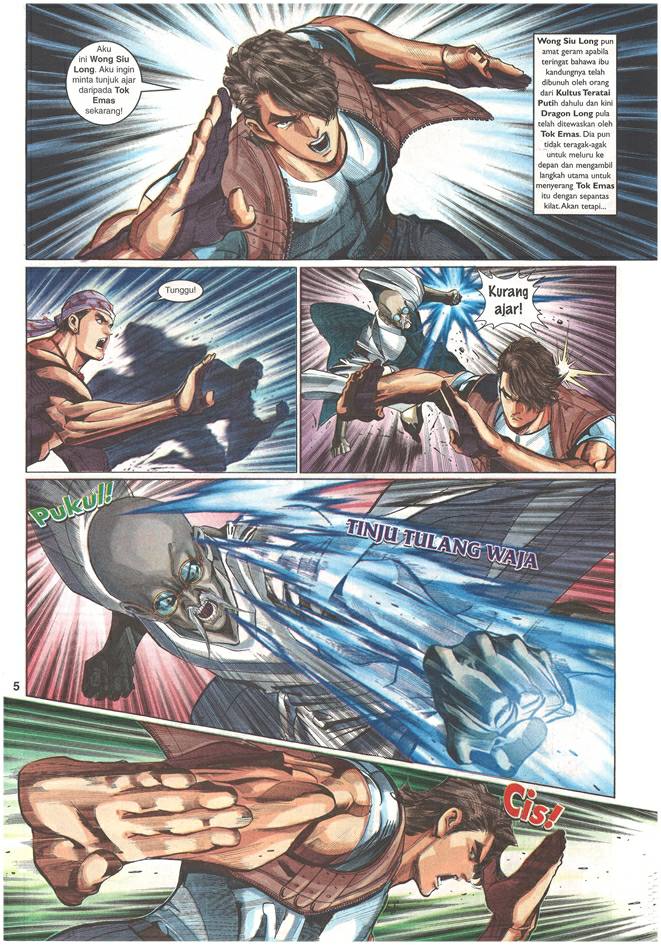 Aku
ini Wong Siu
Long. Aku ingin
minta tunjuk ajar
daripada Tok
Emas
sekarang!
Wong Siu Long pun
amat geram apabila
teringat bahawa ibu
kandungnya telah
dibunuh oleh orang
dari Kultus Teratai
Putih dahulu dan kini
Dragon Long pula
telah ditewaskan oleh
Tok Emas. Dia pun
tidak teragak-agak
untuk meluru ke
depan dan mengambil
langkah utama untuk
menyerang Tok Emas
itu dengan sepantas
kilat. Akan tetapi...
Tunggu!
Kurang
ajar!
Pukul!
TINJU TULANG WAJA
5
Cis!